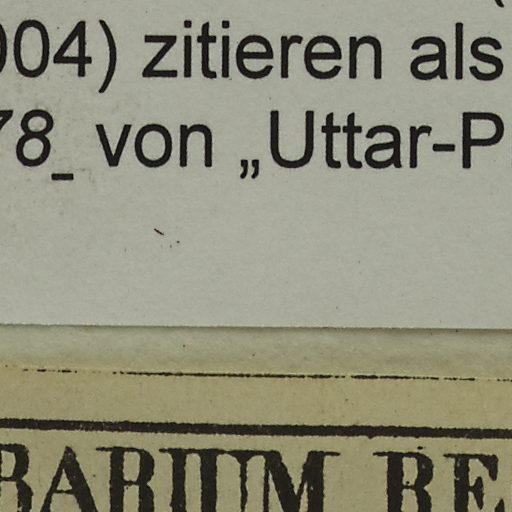 004) zitieren als
78_ von „Uttar-P
BARIUM BE